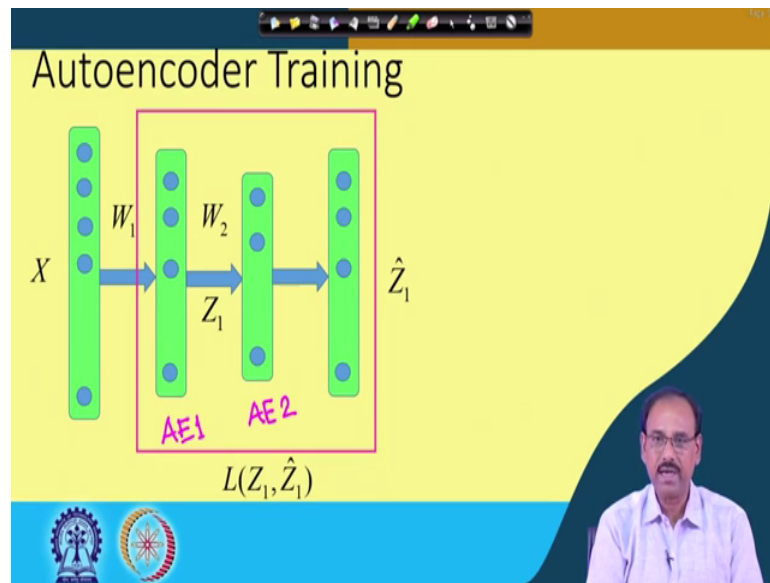 Autoencoder Training
W₁
W₂
X
Z₁
Ẑ₁
AE1
AE2
L(Z₁, Ẑ₁)